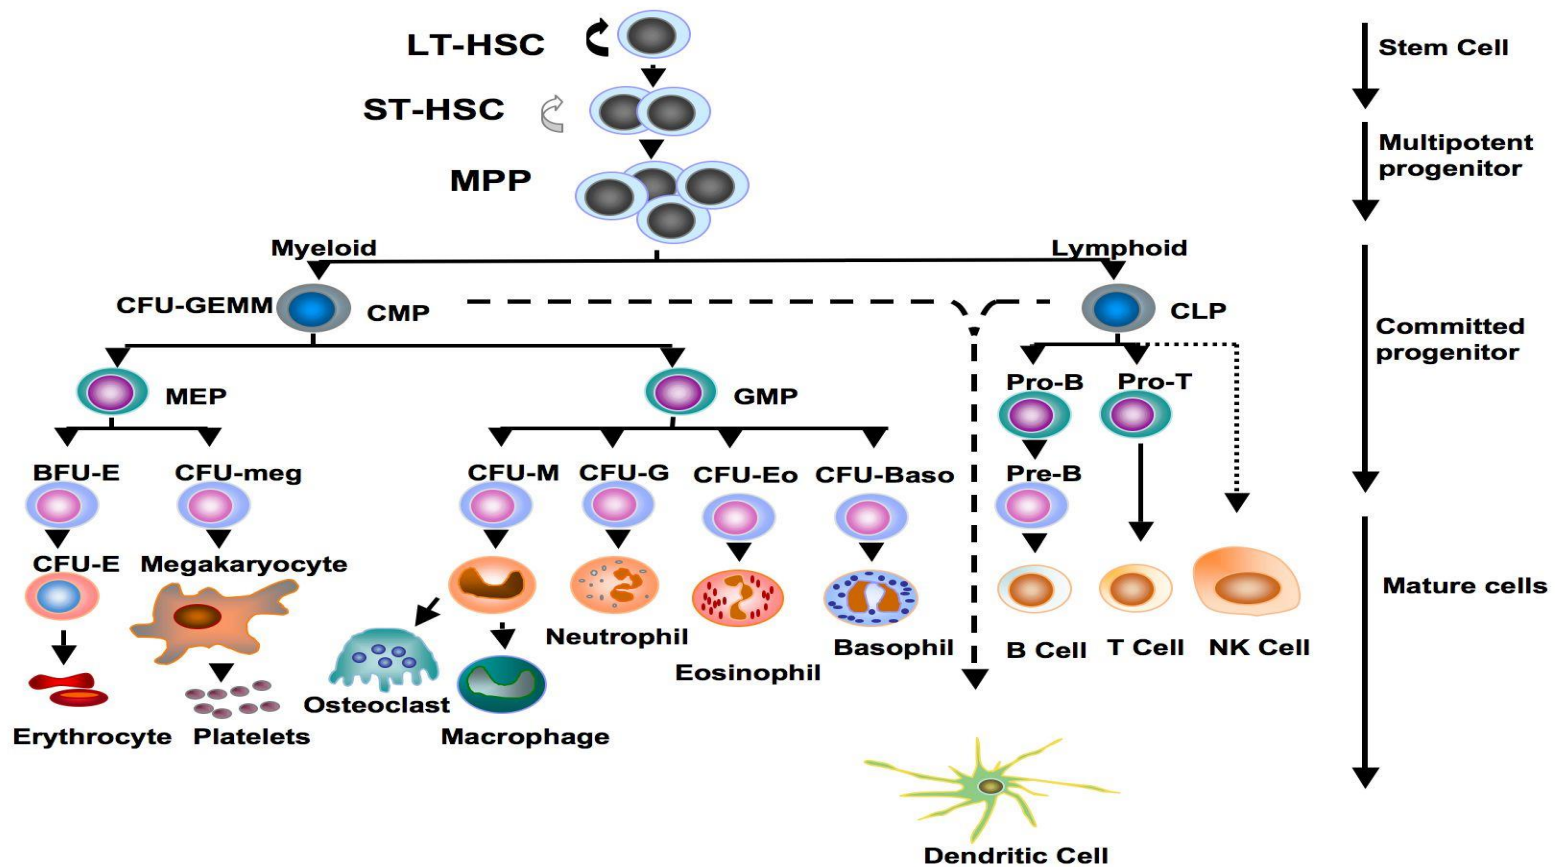 LT-HSC
Stem Cell
ST-HSC
Multipotent
progenitor
MPP
Myeloid
Lymphoid
CFU-GEMM
CMP
CLP
Committed
progenitor
MEP
GMP
Pro-B
Pro-T
BFU-E
CFU-meg
CFU-M
CFU-G
CFU-Eo
CFU-Baso
Pre-B
CFU-E
Megakaryocyte
Mature cells
Neutrophil
Eosinophil
Basophil
B Cell
T Cell
NK Cell
Osteoclast
Erythrocyte
Platelets
Macrophage
Dendritic Cell